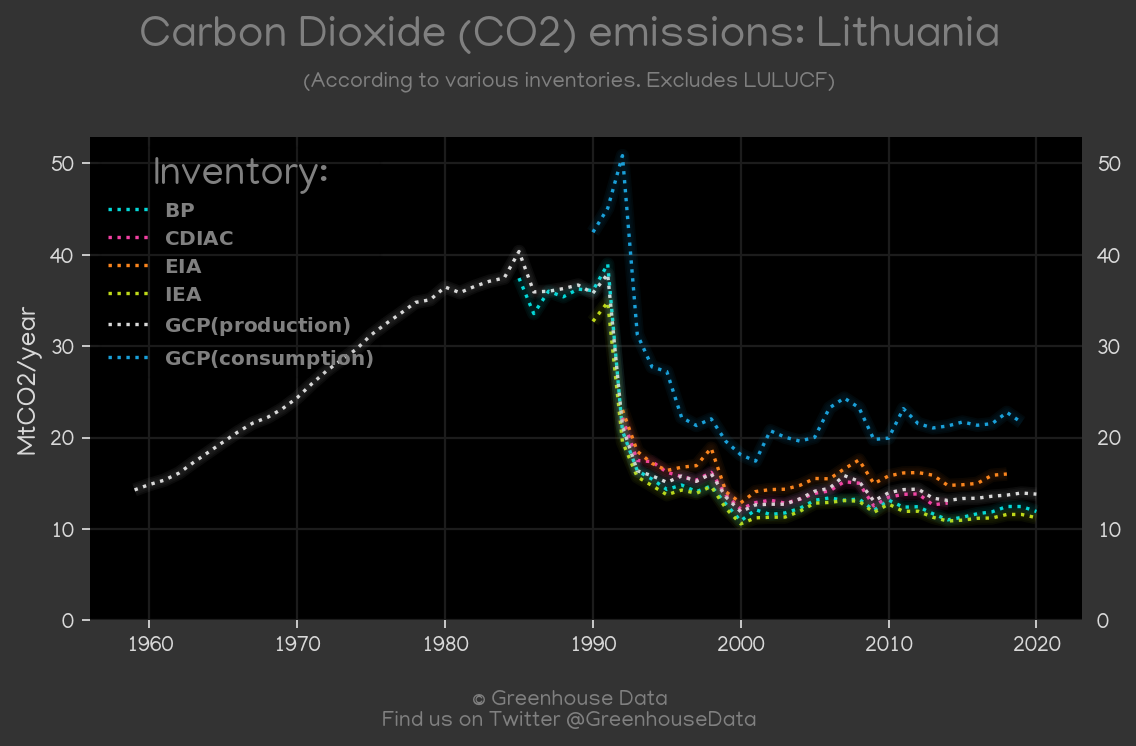 Carbon Dioxide (CO2) emissions: Lithuania
(According to various inventories. Excludes LULUCF)
Inventory:
BP
CDIAC
EIA
IEA
GCP(production)
GCP(consumption)
MtCO2/year
50
40
30
20
10
0
50
40
30
20
10
0
1960
1970
1980
1990
2000
2010
2020
© Greenhouse Data
Find us on Twitter @GreenhouseData